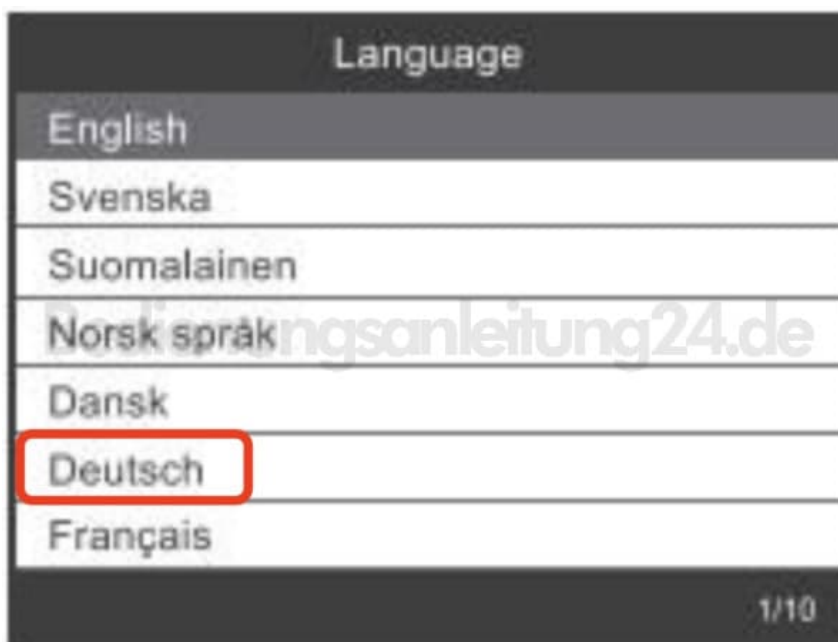 Language
English
Svenska
Suomalainen
Norsk språk
Bedienungsanleitung24.de
Dansk
Deutsch
Français
1/10